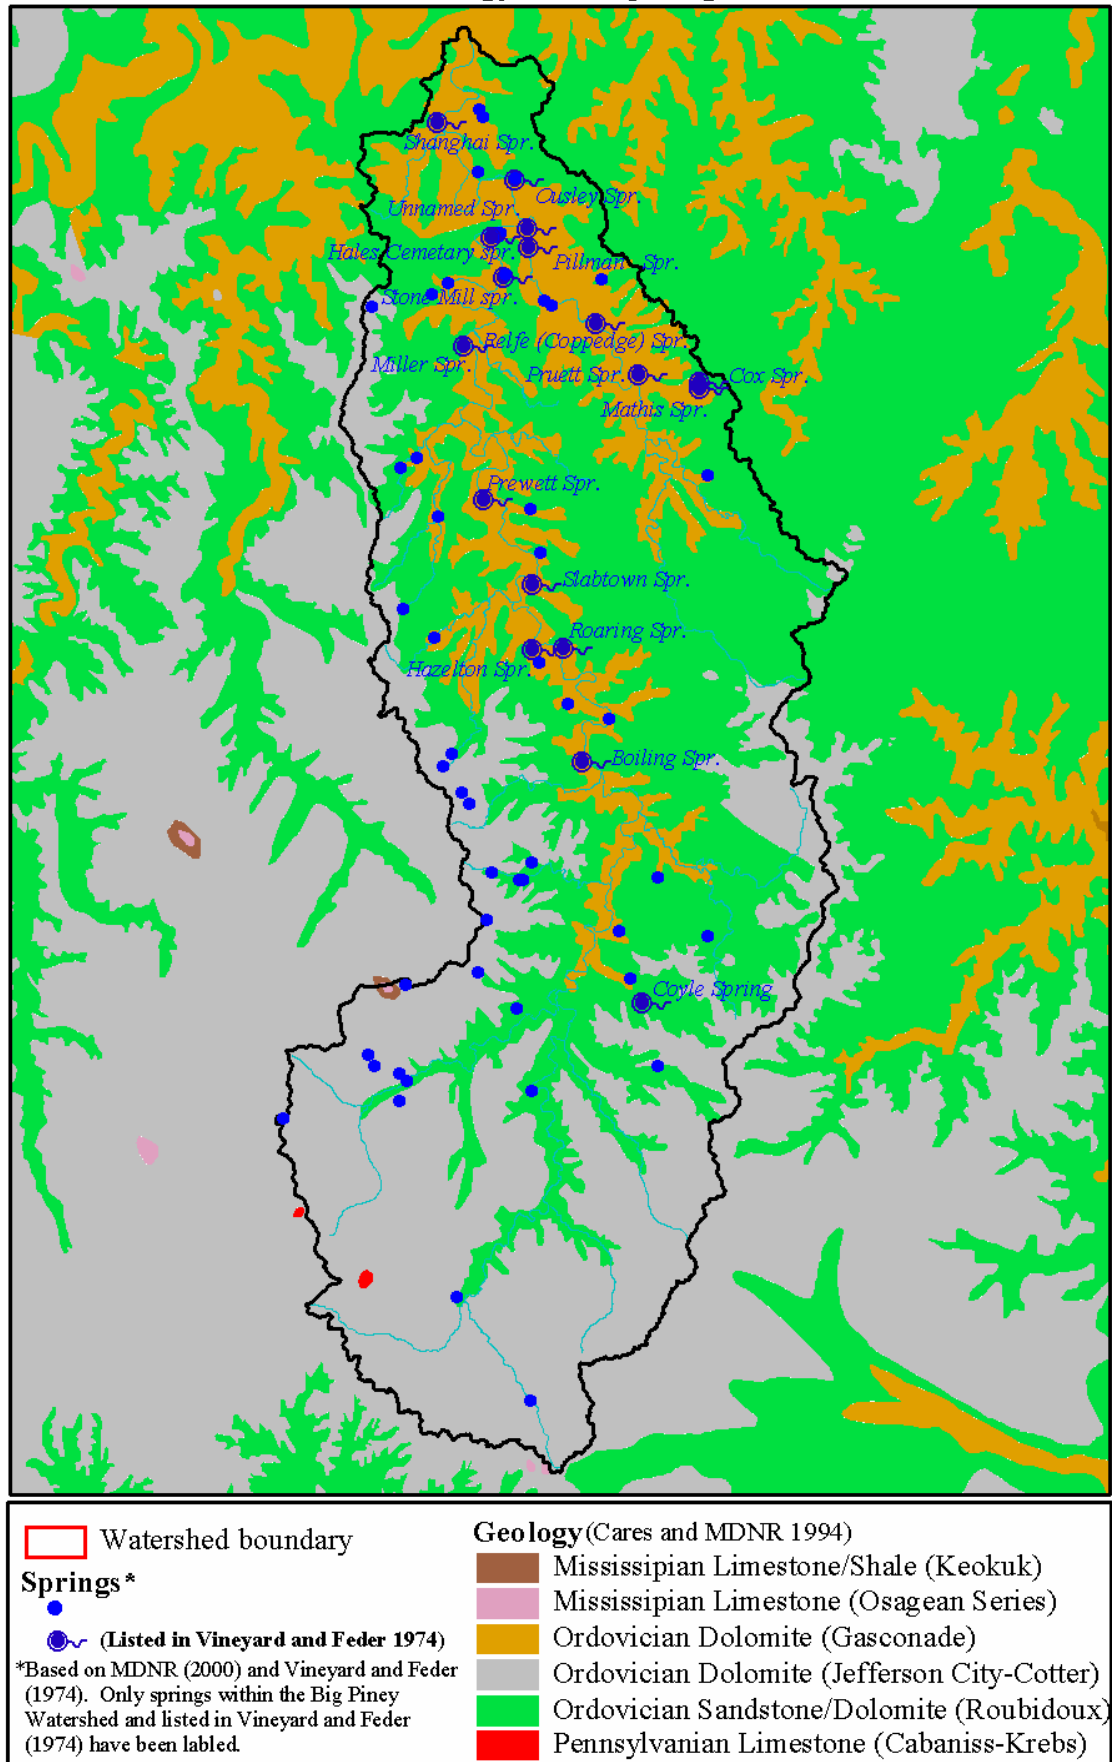 Shanghai Spr.
Ousley Spr.
Unnamed Spr.
Hales Cemetary spr.
Pillman Spr.
Stone Mill spr.
Relfe (Coppedge) Spr.
Miller Spr.
Pruett Spr.
Cox Spr.
Mathis Spr.
Prewett Spr.
Slabtown Spr.
Roaring Spr.
Hazelton Spr.
Boiling Spr.
Coyle Spring
Watershed boundary
Springs*
(Listed in Vineyard and Feder 1974)
*Based on MDNR (2000) and Vineyard and Feder
(1974). Only springs within the Big Piney
Watershed and listed in Vineyard and Feder
(1974) have been labled.
Geology (Cares and MDNR 1994)
Mississipian Limestone/Shale (Keokuk)
Mississipian Limestone (Osagean Series)
Ordovician Dolomite (Gasconade)
Ordovician Dolomite (Jefferson City-Cotter)
Ordovician Sandstone/Dolomite (Roubidoux)
Pennsylvanian Limestone (Cabaniss-Krebs)